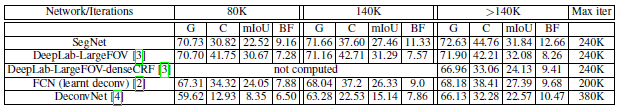 Network/Iterations 80K 140K >140K Max iter
G C mIoU BF G C mIoU BF G C mIoU BF
SegNet 70.73 30.82 22.52 9.16 71.66 37.60 27.46 11.33 72.63 44.76 31.84 12.66 240K
DeepLab-LargeFOV [3] 70.70 41.75 30.67 7.28 71.16 42.71 31.29 7.57 71.90 42.21 32.08 8.26 240K
DeepLab-LargeFOV-denseCRF [3] not computed 66.96 33.06 24.13 9.41 240K
FCN (learnt deconv) [2] 67.31 34.32 24.05 7.88 68.04 37.2 26.33 9.0 68.18 38.41 27.39 9.68 200K
DeconvNet [4] 59.62 12.93 8.35 6.50 63.28 22.53 15.14 7.86 66.13 32.28 22.57 10.47 380K